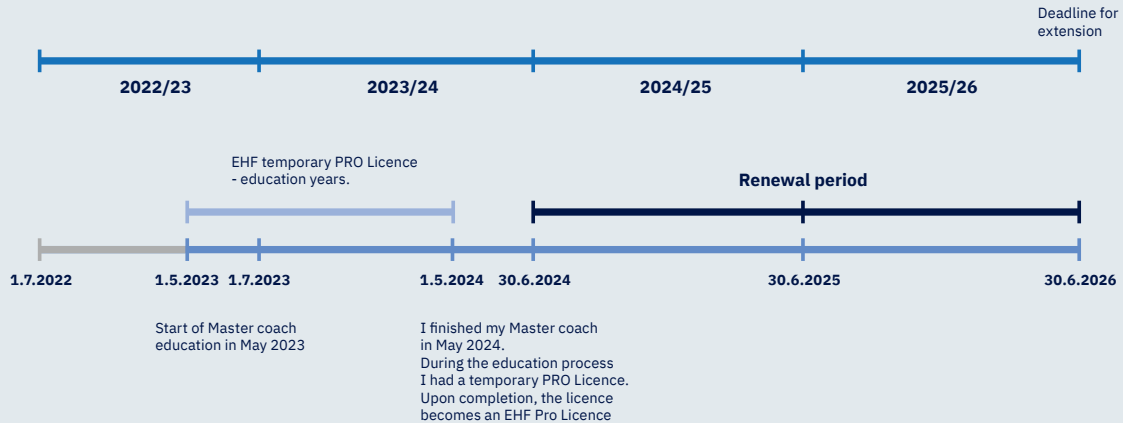 Deadline for
extension
2022/23
2023/24
2024/25
2025/26
EHF temporary PRO Licence
- education years.
Renewal period
1.7.2022
1.5.2023
1.7.2023
1.5.2024
30.6.2024
30.6.2025
30.6.2026
Start of Master coach
education in May 2023
I finished my Master coach
in May 2024.
During the education process
I had a temporary PRO Licence.
Upon completion, the licence
becomes an EHF Pro Licence